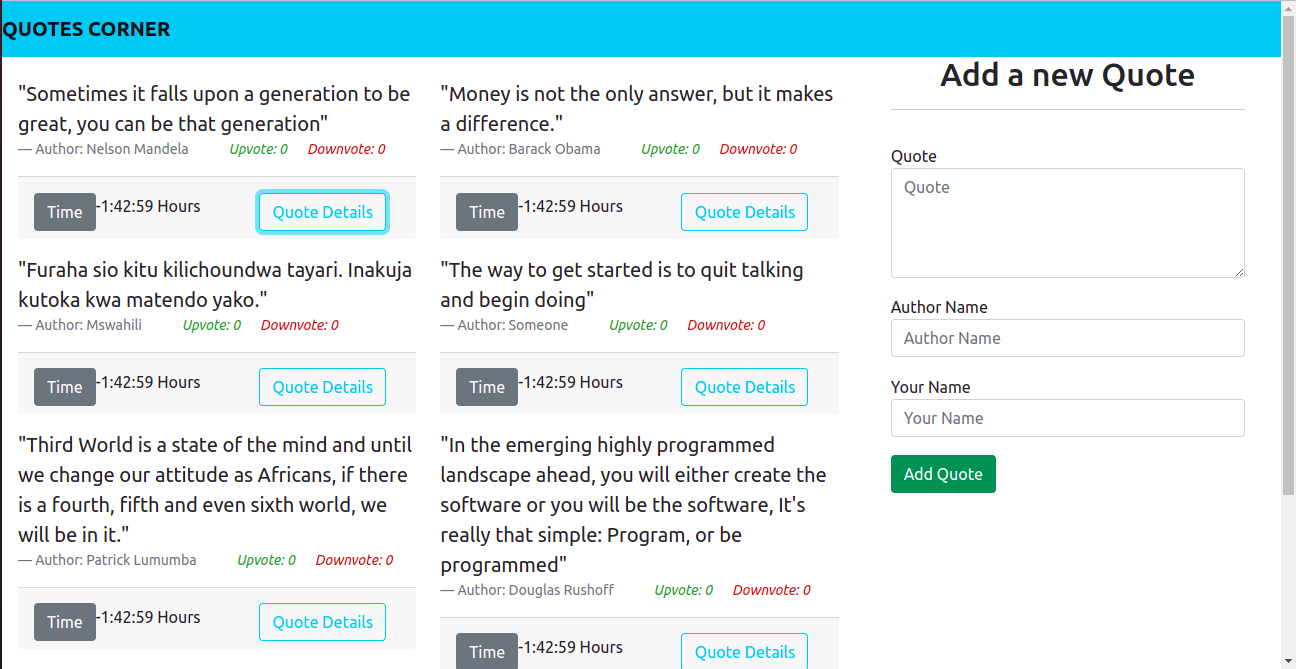 QUOTES CORNER
"Sometimes it falls upon a generation to be
great, you can be that generation"
— Author: Nelson Mandela Upvote: 0 Downvote: 0
Time -1:42:59 Hours Quote Details
"Money is not the only answer, but it makes
a difference."
— Author: Barack Obama Upvote: 0 Downvote: 0
Time -1:42:59 Hours Quote Details
"Furaha sio kitu kilichoundwa tayari. Inakuja
kutoka kwa matendo yako."
— Author: Mswahili Upvote: 0 Downvote: 0
Time -1:42:59 Hours Quote Details
"The way to get started is to quit talking
and begin doing"
— Author: Someone Upvote: 0 Downvote: 0
Time -1:42:59 Hours Quote Details
"Third World is a state of the mind and until
we change our attitude as Africans, if there
is a fourth, fifth and even sixth world, we
will be in it."
— Author: Patrick Lumumba Upvote: 0 Downvote: 0
Time -1:42:59 Hours Quote Details
"In the emerging highly programmed
landscape ahead, you will either create the
software or you will be the software, It's
really that simple: Program, or be
programmed"
— Author: Douglas Rushoff Upvote: 0 Downvote: 0
Time -1:42:59 Hours Quote Details
Add a new Quote
Quote
Quote
Author Name
Author Name
Your Name
Your Name
Add Quote